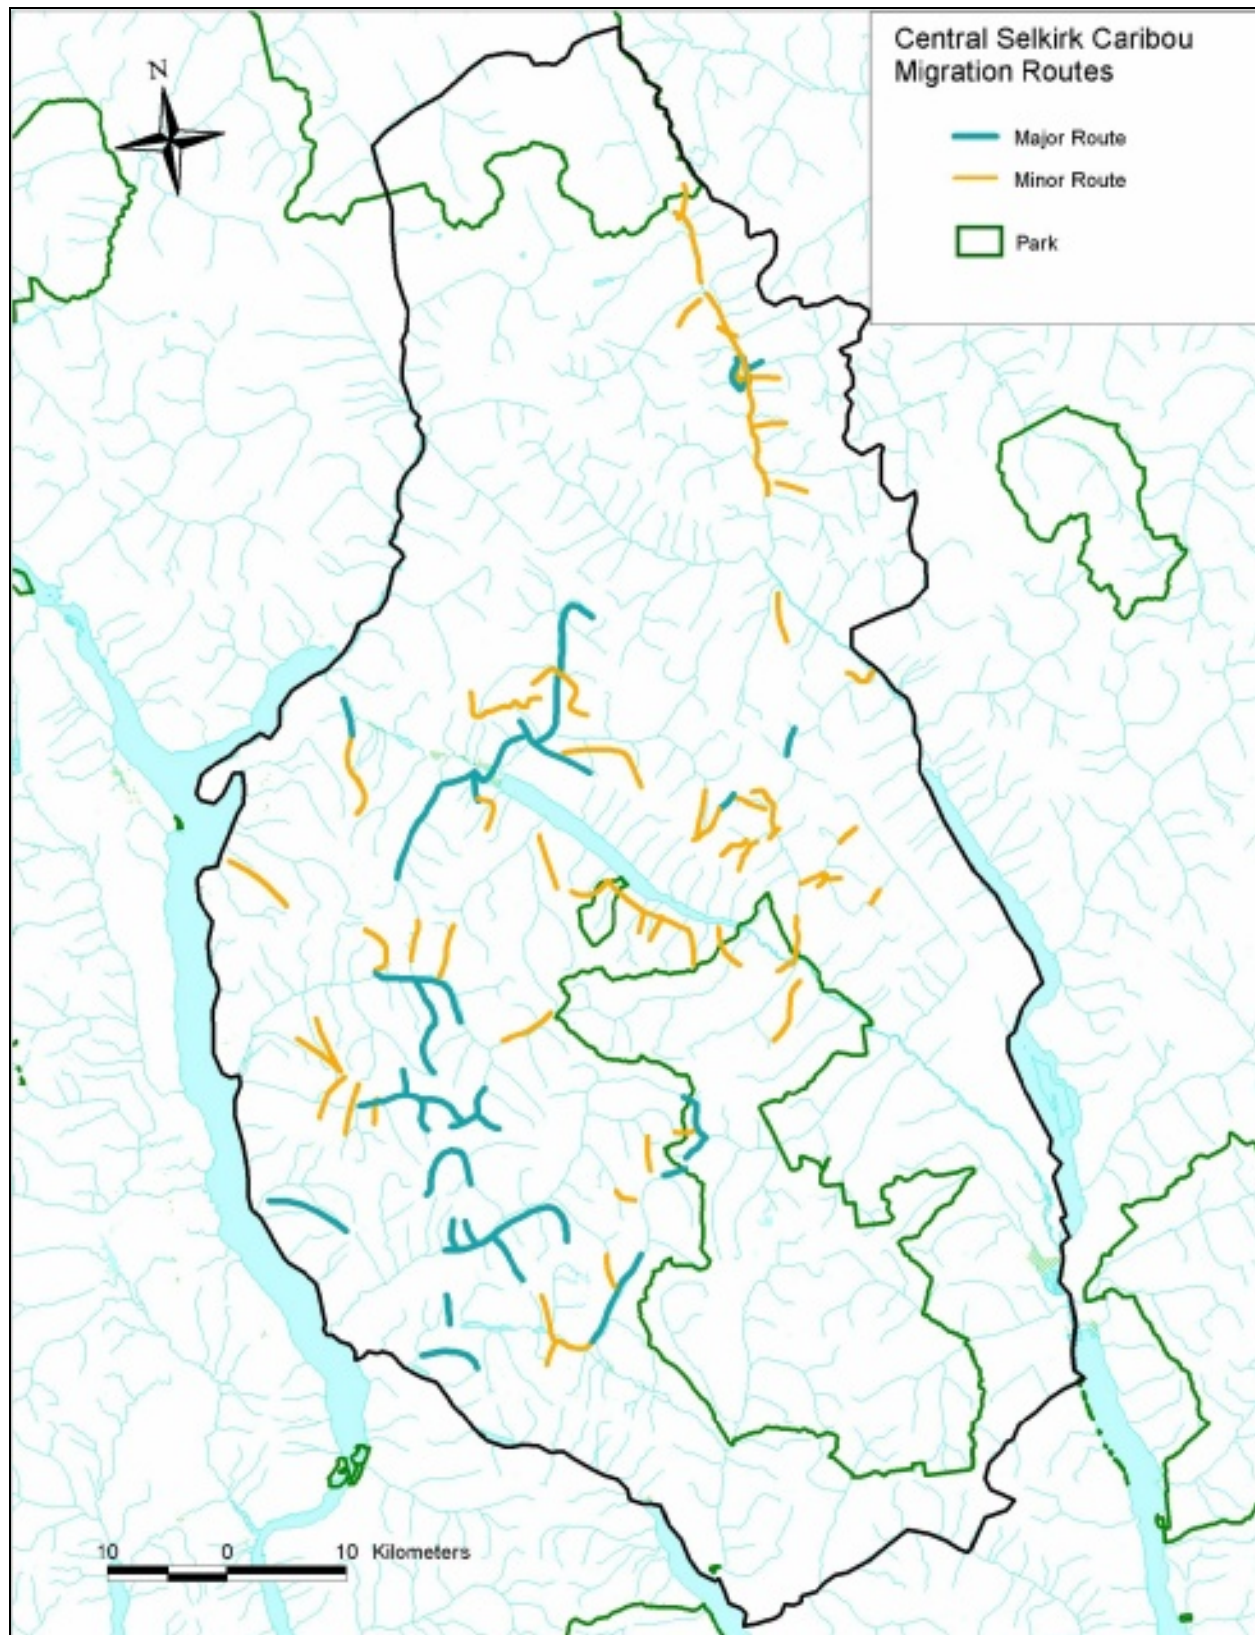 Central Selkirk Caribou
Migration Routes
N
Major Route
Minor Route
Park
10 0 10 Kilometers